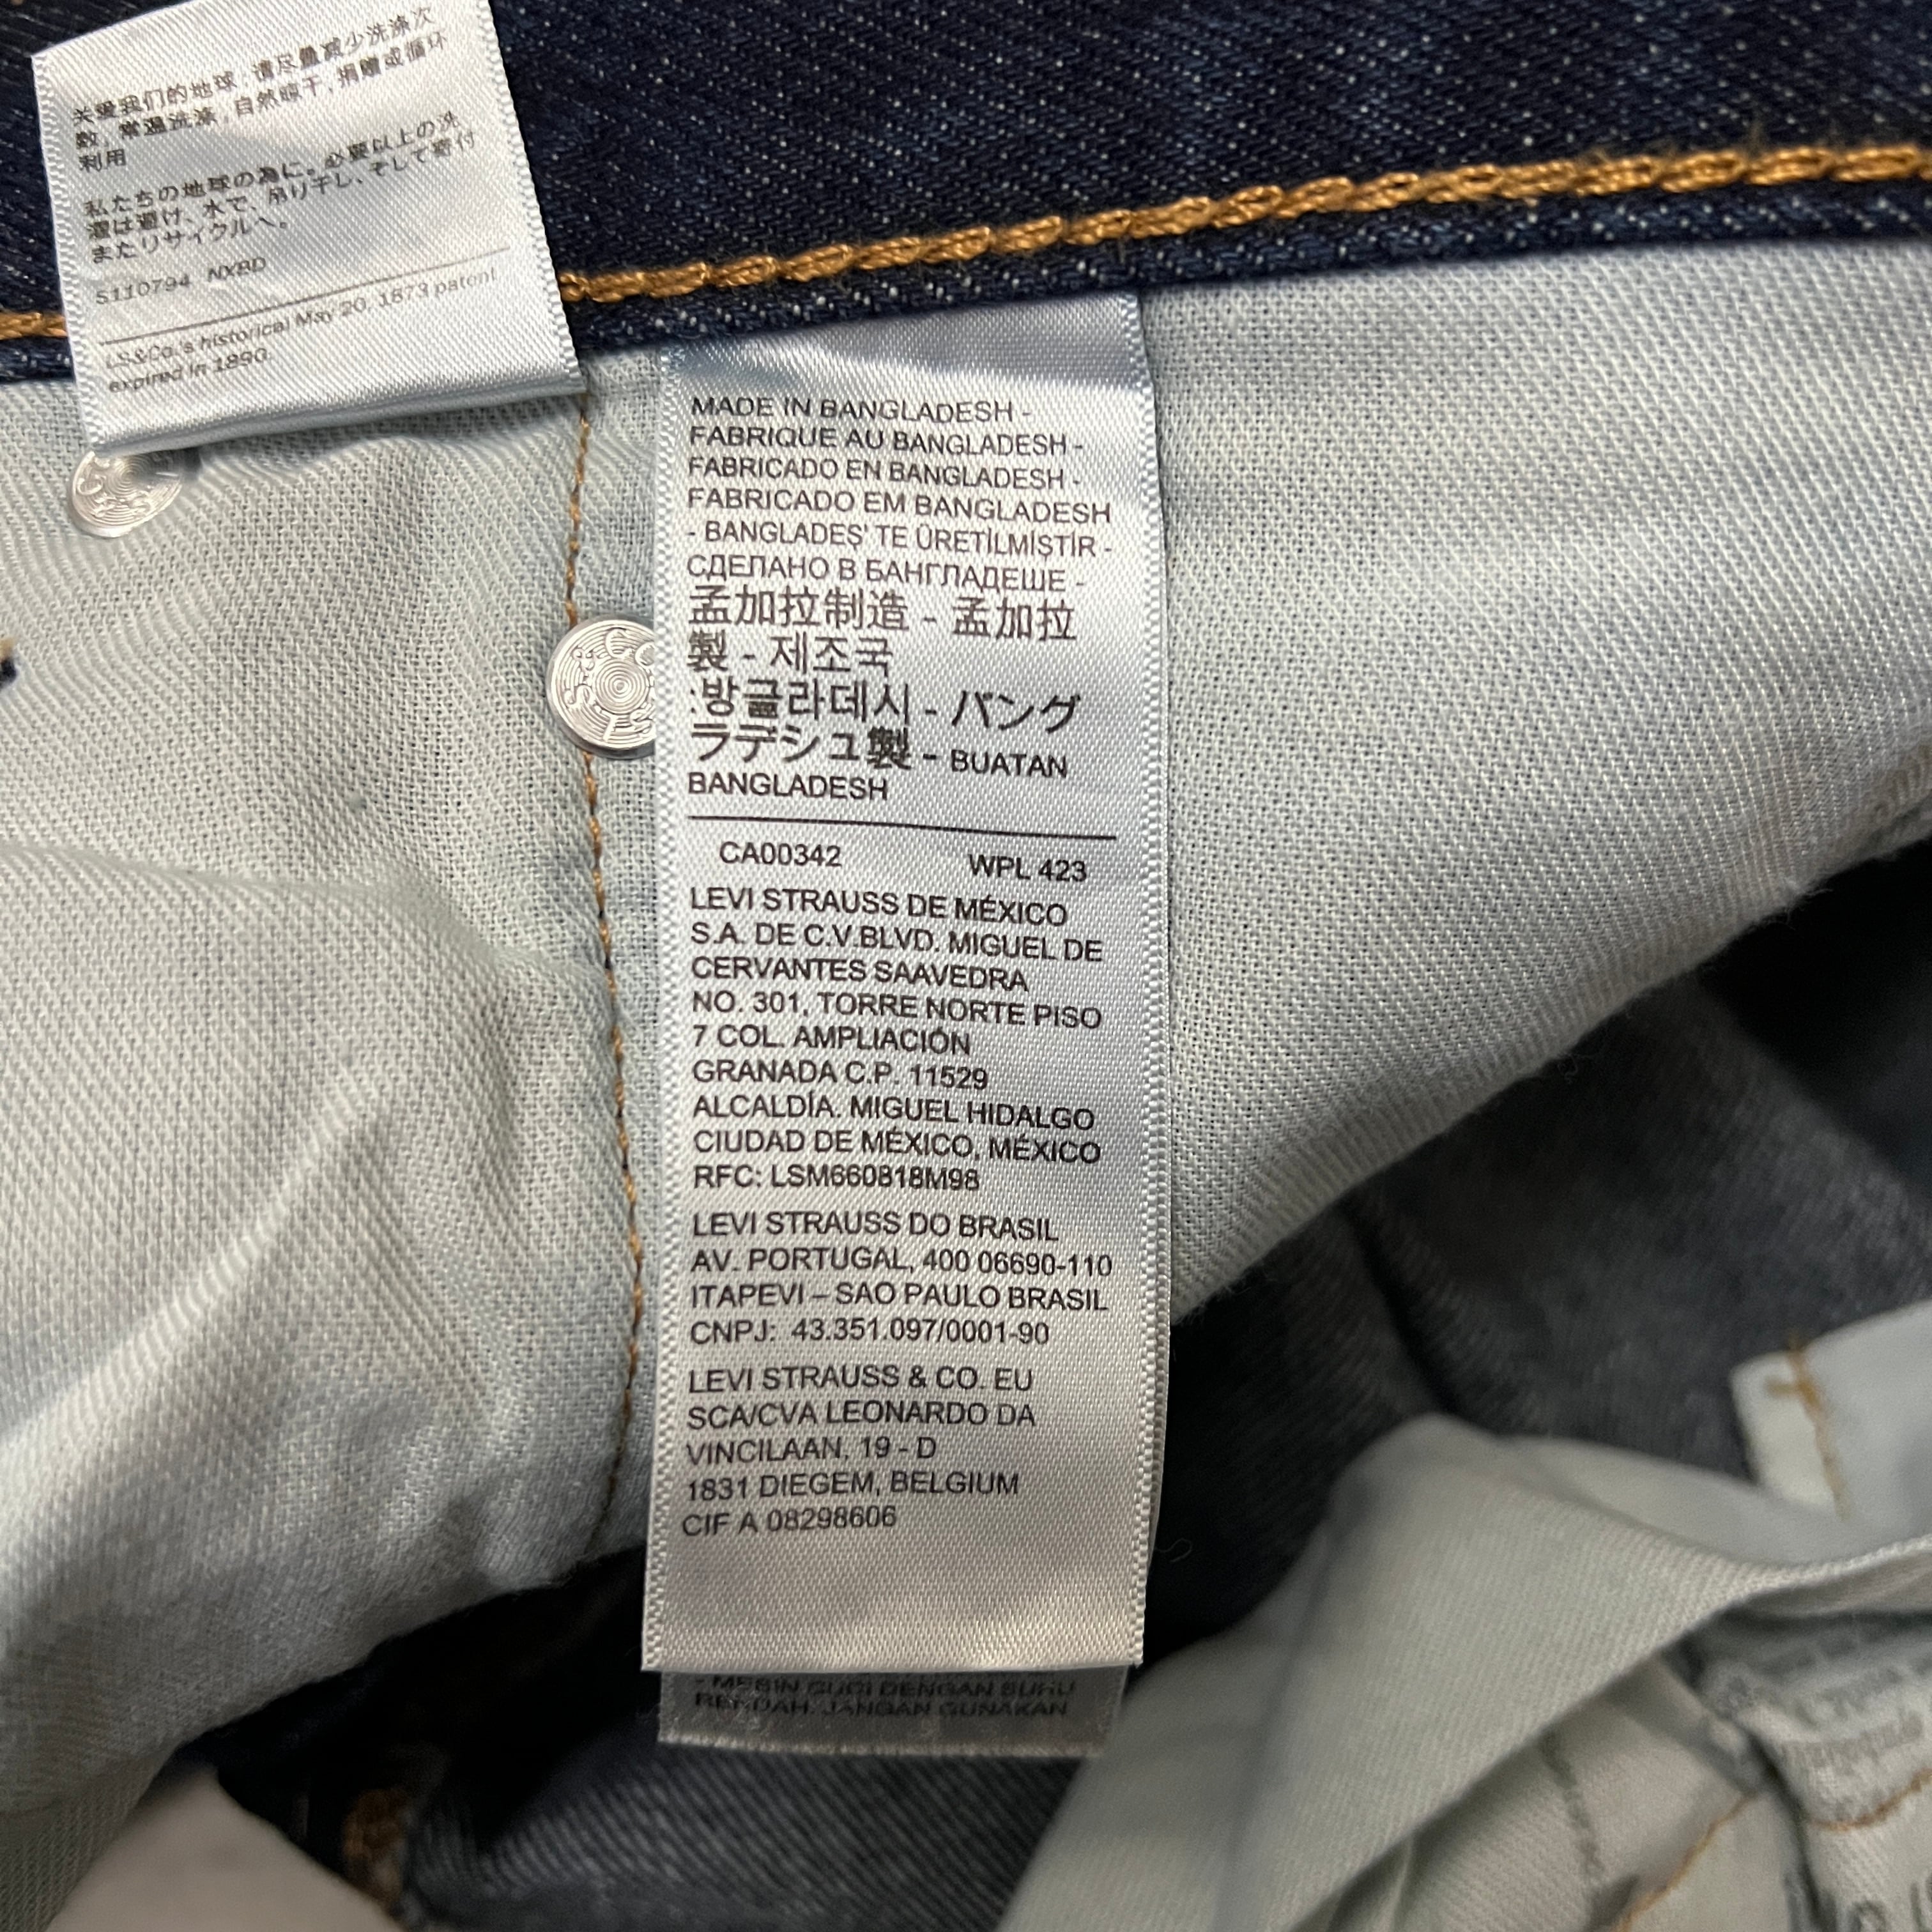 关爱我们的地球,请尽量减少洗涤次
数,常温洗涤,自然晾干,捐赠或循环
利用
私たちの地球の為に。必要以上の洗
濯は避け、水で、吊り干し、そして寄付
またリサイクルへ。
S110794 NXBD
LS&Co.'s historical May 20, 1873 patent
expired in 1890.
MADE IN BANGLADESH -
FABRIQUE AU BANGLADESH -
FABRICADO EN BANGLADESH -
FABRICADO EM BANGLADESH
- BANGLADEŞ' TE ÜRETİLMİŞTİR -
СДЕЛАНО В БАНГЛАДЕШЕ -
孟加拉制造 - 孟加拉
製 - 제조국
:방글라데시 - バング
ラデシュ製 - BUATAN
BANGLADESH
CA00342 WPL 423
LEVI STRAUSS DE MÉXICO
S.A. DE C.V.BLVD. MIGUEL DE
CERVANTES SAAVEDRA
NO. 301, TORRE NORTE PISO
7 COL. AMPLIACIÓN
GRANADA C.P. 11529
ALCALDÍA. MIGUEL HIDALGO
CIUDAD DE MÉXICO, MÉXICO
RFC: LSM660818M98
LEVI STRAUSS DO BRASIL
AV. PORTUGAL, 400 06690-110
ITAPEVI – SAO PAULO BRASIL
CNPJ: 43.351.097/0001-90
LEVI STRAUSS & CO. EU
SCA/CVA LEONARDO DA
VINCILAAN, 19 - D
1831 DIEGEM, BELGIUM
CIF A 08298606
- MESIN CUCI DENGAN SUHU
RENDAH. JANGAN GUNAKAN